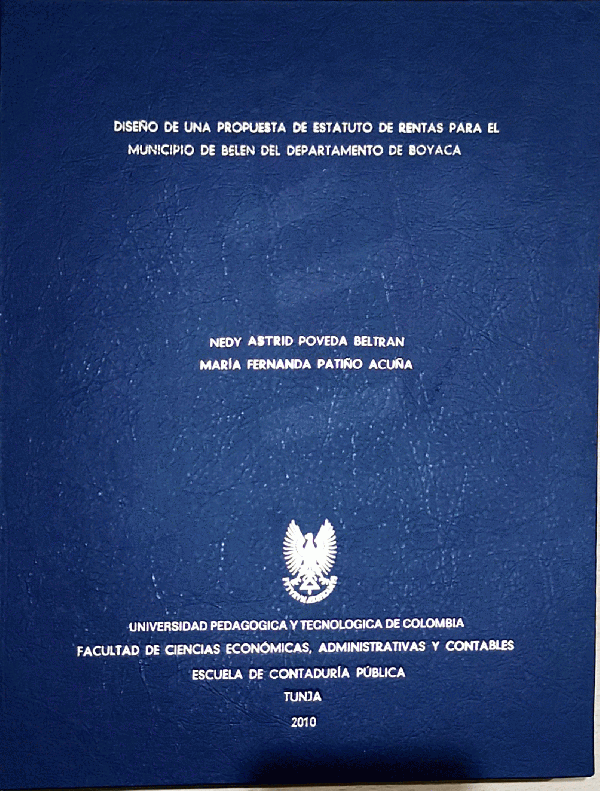 DISEÑO DE UNA PROPUESTA DE ESTATUTO DE RENTAS PARA EL
MUNICIPIO DE BELEN DEL DEPARTAMENTO DE BOYACA
NEDY ASTRID POVEDA BELTRAN
MARÍA FERNANDA PATIÑO ACUÑA
UNIVERSIDAD PEDAGOGICA Y TECNOLOGICA DE COLOMBIA
FACULTAD DE CIENCIAS ECONÓMICAS, ADMINISTRATIVAS Y CONTABLES
ESCUELA DE CONTADURÍA PÚBLICA
TUNJA
2010